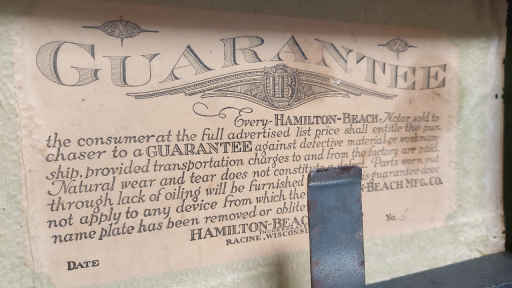 GUARANTEE
HB
Every HAMILTON-BEACH Motor sold to
the consumer at the full advertised list price shall entitle the pur-
chaser to a GUARANTEE against defective material or workman-
ship, provided transportation charges to and from the factory are paid.
Natural wear and tear does not constitute Parts worn out
through lack of oiling will be furnished guarantee does
not apply to any device from which the -BEACH MFG. CO.
name plate has been removed or oblite
HAMILTON-BEACH No.
RACINE, WISCONSIN
DATE